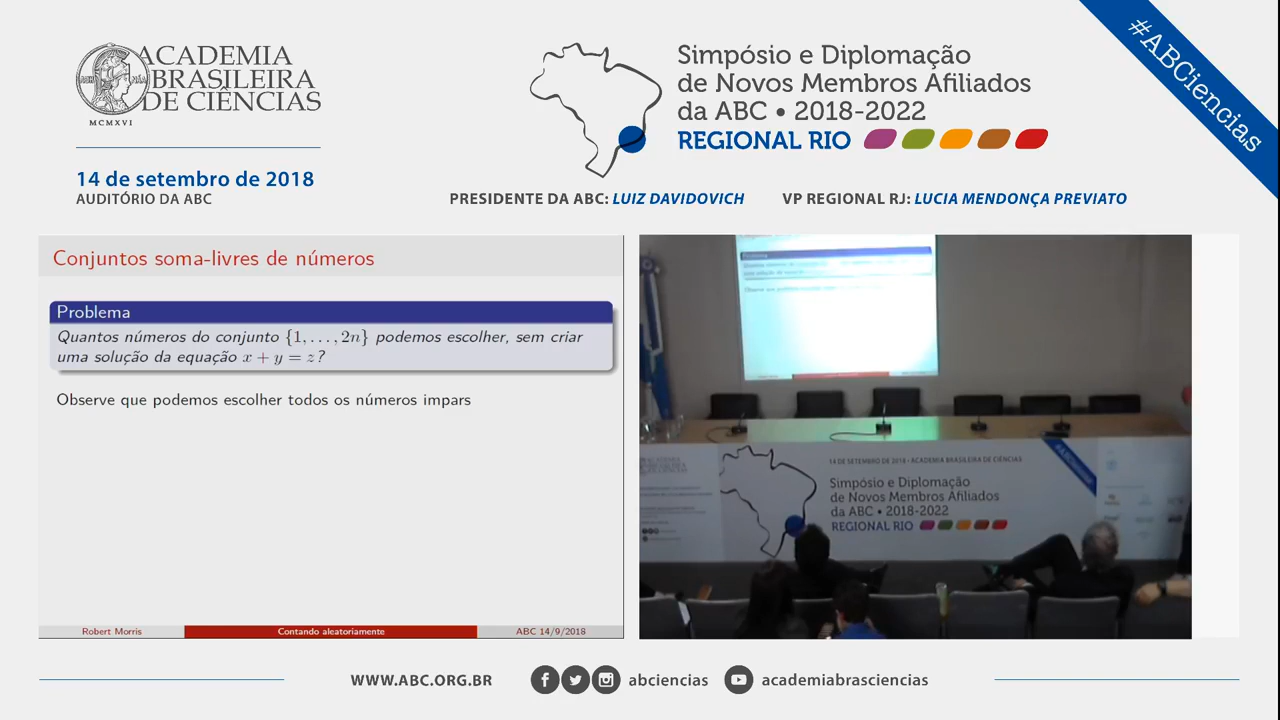 ACADEMIA
BRASILEIRA
DE CIÊNCIAS
MCMXVI
14 de setembro de 2018
AUDITÓRIO DA ABC
Simpósio e Diplomação
de Novos Membros Afiliados
da ABC • 2018-2022
REGIONAL RIO
#ABCiencias
PRESIDENTE DA ABC: LUIZ DAVIDOVICH
VP REGIONAL RJ: LUCIA MENDONÇA PREVIATO
Conjuntos soma-livres de números
Problema
Quantos números do conjunto {1, . . . , 2n} podemos escolher, sem criar
uma solução da equação x + y = z?
Observe que podemos escolher todos os números impars
Robert Morris
Contando aleatoriamente
ABC 14/9/2018
Problema
14 DE SETEMBRO DE 2018 • ACADEMIA BRASILEIRA DE CIÊNCIAS
Simpósio e Diplomação
de Novos Membros Afiliados
da ABC • 2018-2022
REGIONAL RIO
WWW.ABC.ORG.BR
abciencias
academiabrasciencias